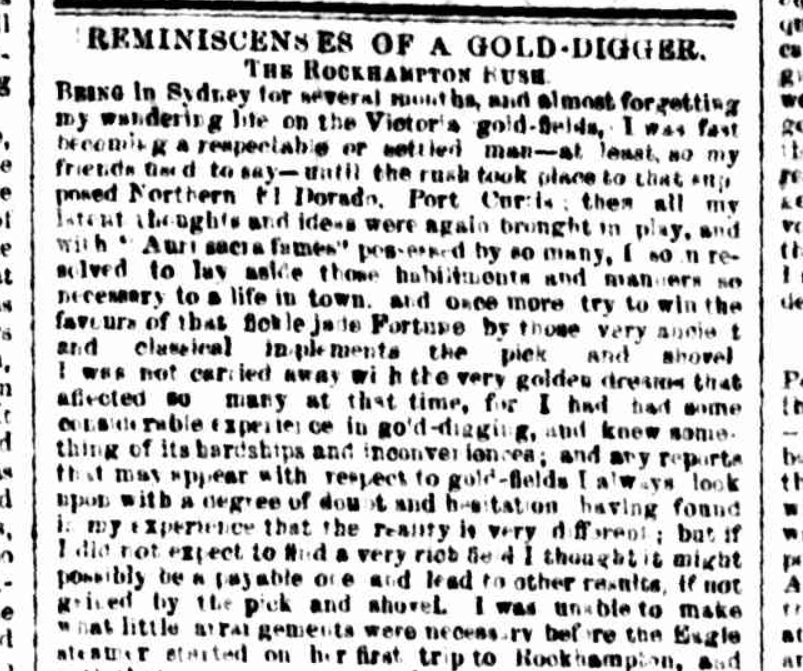 REMINISCENSES OF A GOLD-DIGGER.
THE ROCKHAMPTON RUSH.
BEING in Sydney for several months, and almost forgetting
my wandering life on the Victoria gold-fields, I was fast
becoming a respectable or settled man—at least, so my
friends used to say—until the rush took place to that sup
posed Northern El Dorado, Port Curtis; then all my
latent thoughts and ideas were again brought in play, and
with "Auri sacra fames" possessed by so many, I soon re-
solved to lay aside those habiliments and manners so
necessary to a life in town, and once more try to win the
favours of that fickle jade Fortune by those very ancient
and classical implements the pick and shovel
I was not carried away with the very golden dreams that
affected so many at that time, for I had had some
considerable experience in gold-digging, and knew some-
thing of its hardships and inconveniences; and any reports
that may appear with respect to gold-fields I always look
upon with a degree of doubt and hesitation having found
in my experience that the reality is very different; but if
I did not expect to find a very rich field I thought it might
possibly be a payable one and lead to other results, if not
gained by the pick and shovel. I was unable to make
what little arrangements were necessary before the Eagle
steamer started on her first trip to Rockhampton, and